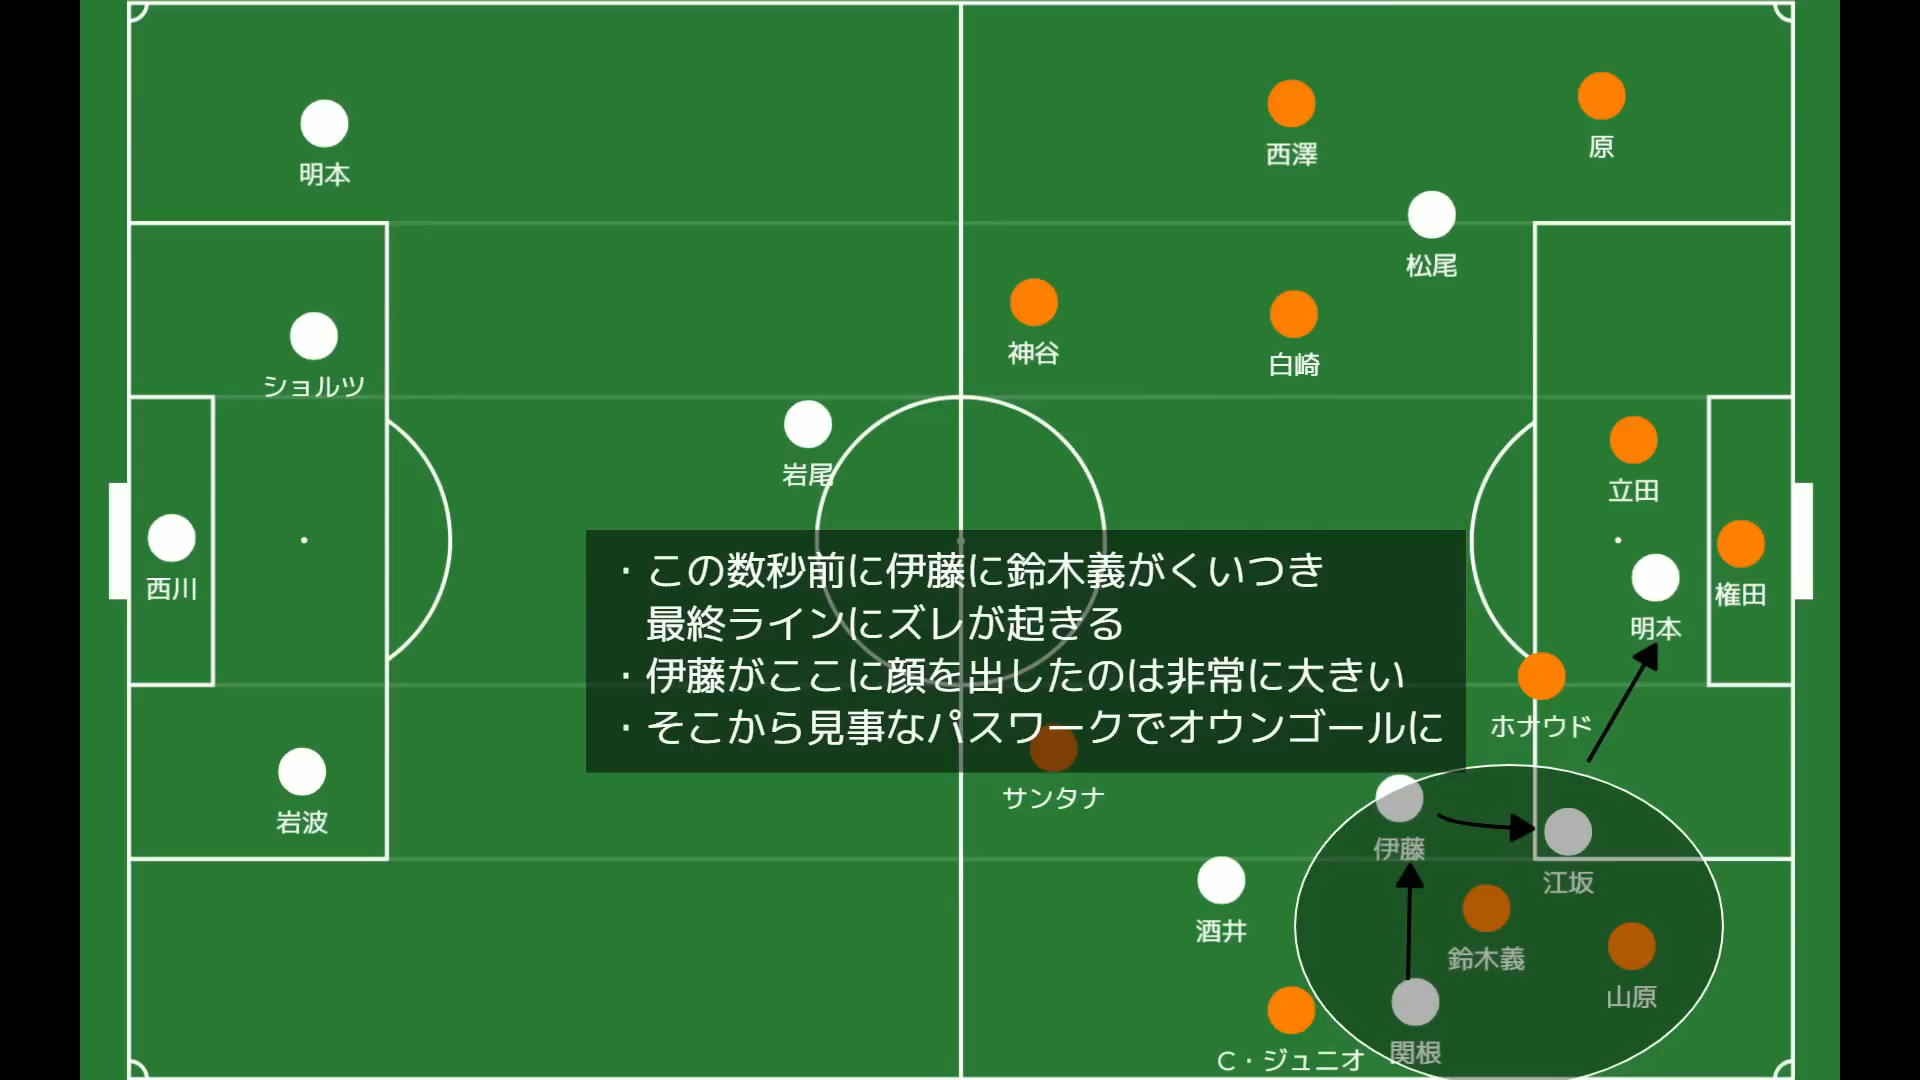 西澤
原
明本
松尾
神谷
白崎
ショルツ
岩尾
立田
西川
権田
明本
・この数秒前に伊藤に鈴木義がくいつき
最終ラインにズレが起きる
・伊藤がここに顔を出したのは非常に大きい
・そこから見事なパスワークでオウンゴールに
ホナウド
サンタナ
岩波
伊藤
江坂
酒井
鈴木義
山原
C・ジュニオ
関根